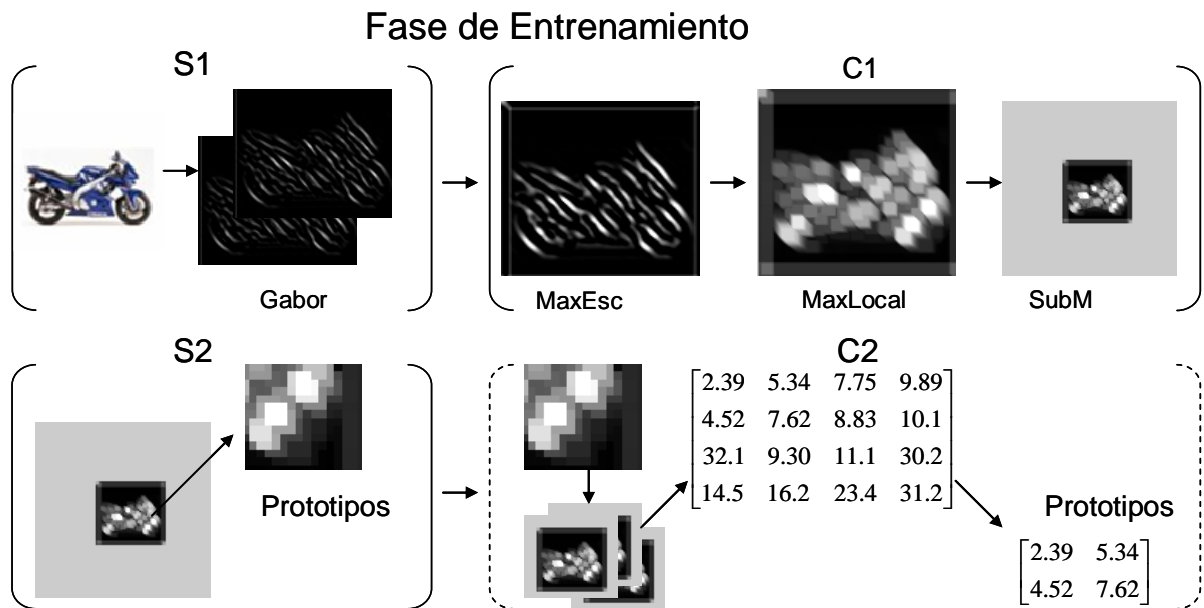 Fase de Entrenamiento
S1
C1
Gabor
MaxEsc
MaxLocal
SubM
S2
C2
Prototipos
2.39 5.34 7.75 9.89
4.52 7.62 8.83 10.1
32.1 9.30 11.1 30.2
14.5 16.2 23.4 31.2
Prototipos
2.39 5.34
4.52 7.62